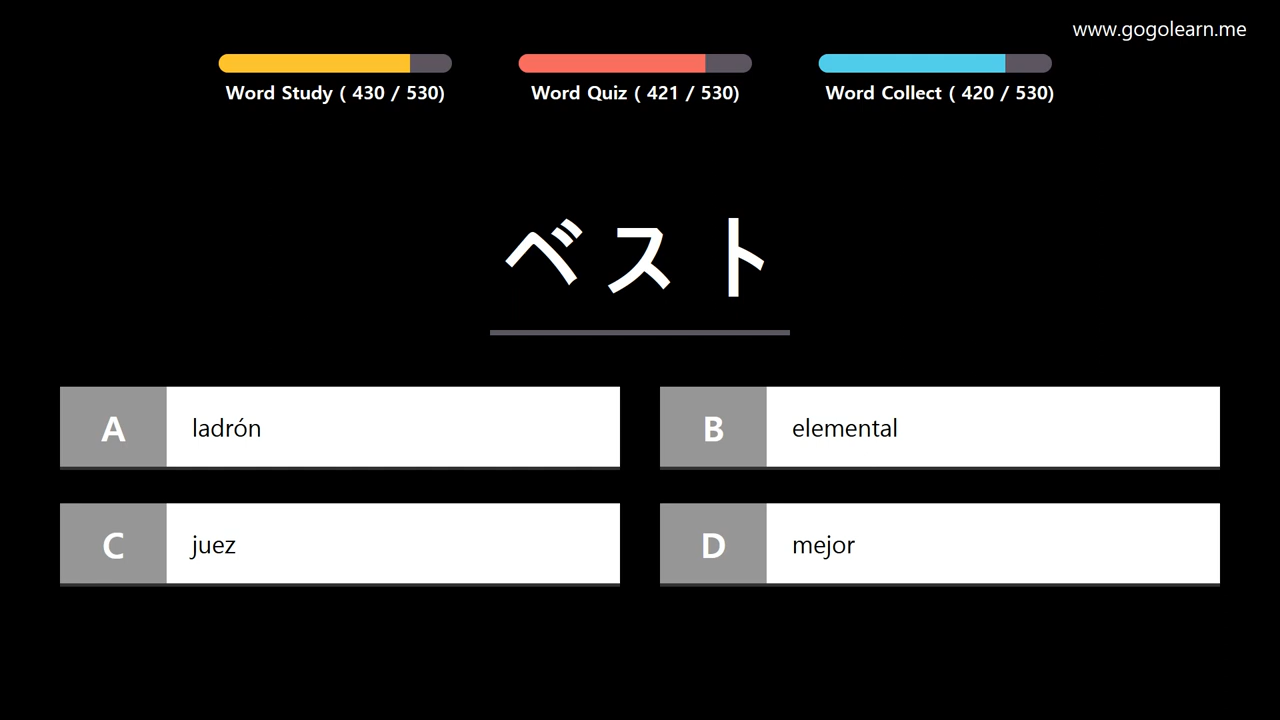 www.gogolearn.me
Word Study ( 430 / 530)
Word Quiz ( 421 / 530)
Word Collect ( 420 / 530)
ベスト
A ladrón
B elemental
C juez
D mejor